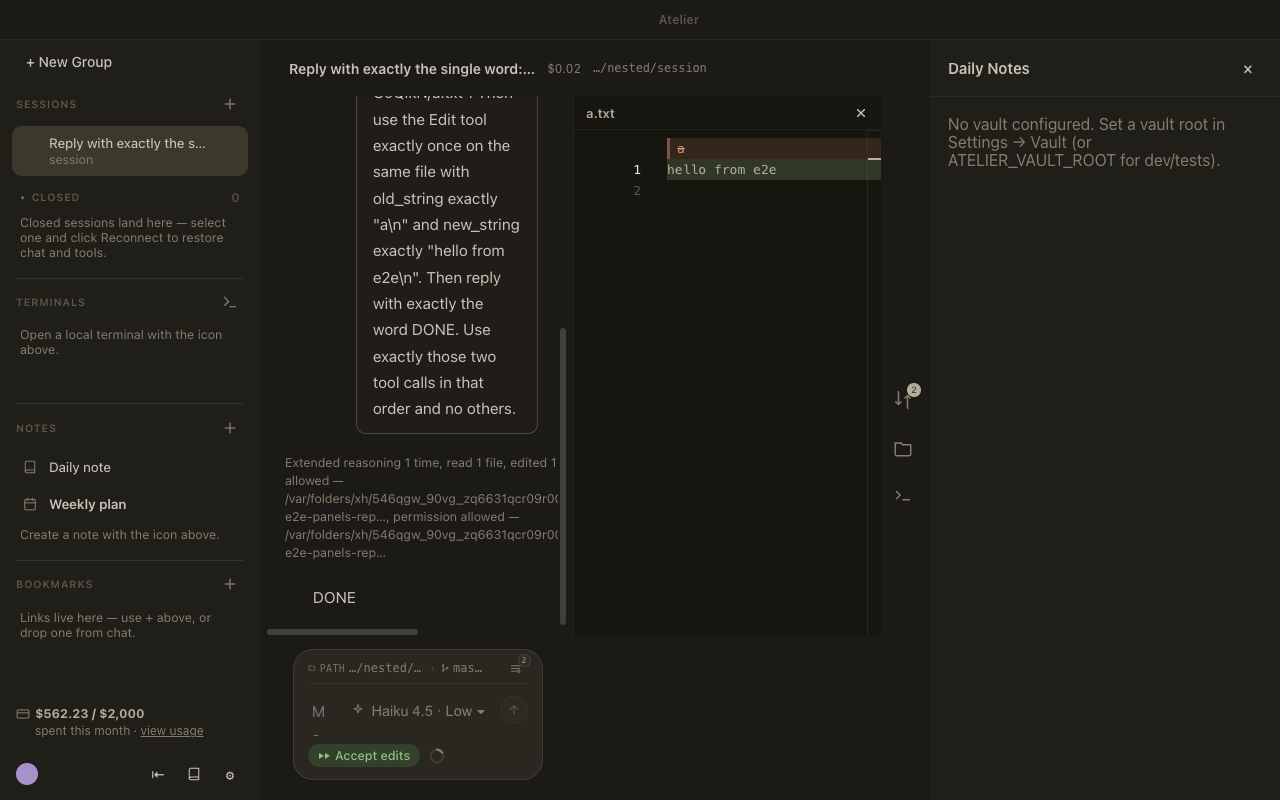 Atelier
+ New Group
SESSIONS
Reply with exactly the s...
session
CLOSED
0
Closed sessions land here — select
one and click Reconnect to restore
chat and tools.
TERMINALS
Open a local terminal with the icon
above.
NOTES
Daily note
Weekly plan
Create a note with the icon above.
BOOKMARKS
Links live here — use + above, or
drop one from chat.
$562.23 / $2,000
spent this month · view usage
Reply with exactly the single word:...
$0.02
…/nested/session
use the Edit tool
exactly once on the
same file with
old_string exactly
"a\n" and new_string
exactly "hello from
e2e\n". Then reply
with exactly the
word DONE. Use
exactly those two
tool calls in that
order and no others.
Extended reasoning 1 time, read 1 file, edited 1
allowed —
/var/folders/xh/546qgw_90vg_zq6631qcr09r00
e2e-panels-rep…, permission allowed —
/var/folders/xh/546qgw_90vg_zq6631qcr09r00
e2e-panels-rep…
DONE
PATH …/nested/… › mas…
2
M
Haiku 4.5 · Low
Accept edits
a.txt
a
1 hello from e2e
2
2
Daily Notes
No vault configured. Set a vault root in
Settings → Vault (or
ATELIER_VAULT_ROOT for dev/tests).